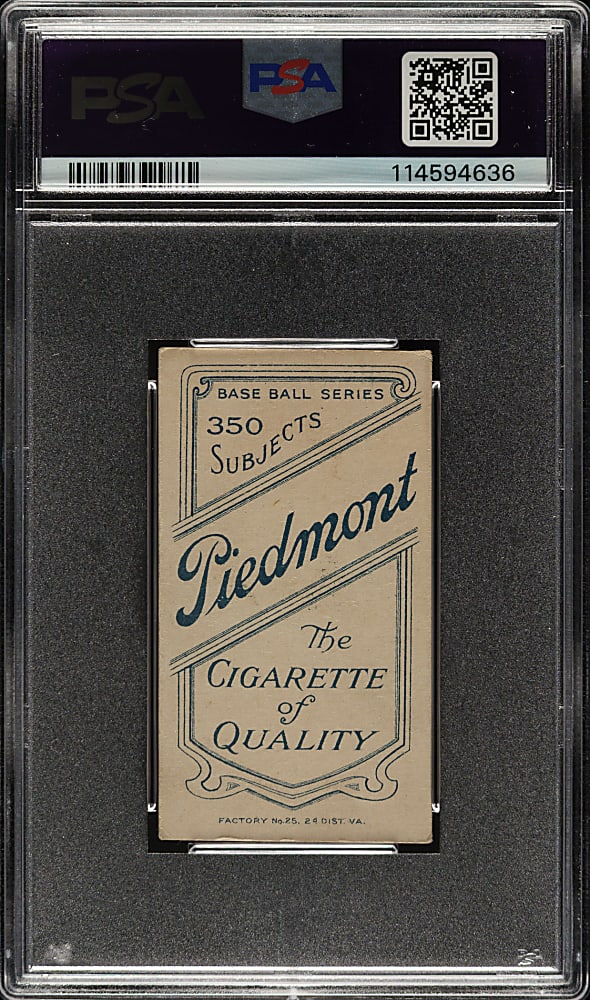 PSA
PSA
114594636
BASE BALL SERIES
350
SUBJECTS
Piedmont
The
CIGARETTE
of
QUALITY
FACTORY No. 25, 2d DIST. VA.